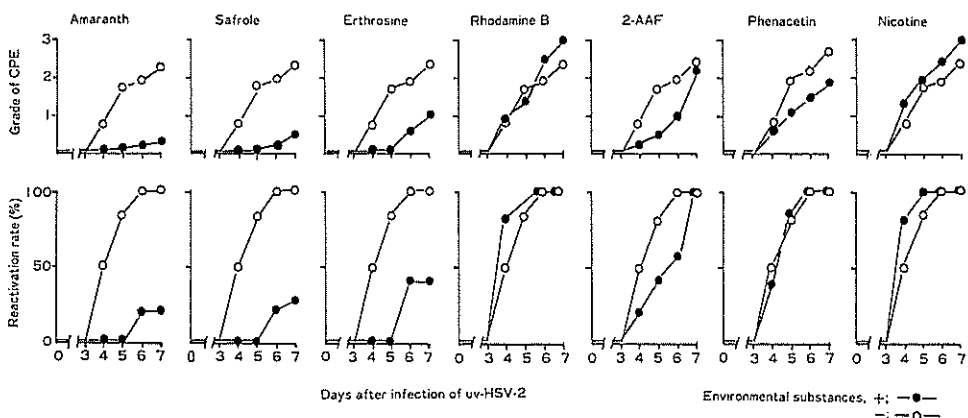 Amaranth Safrole Erthrosine Rhodamine B 2-AAF Phenacetin Nicotine
Grade of CPE
3
2
1
Reactivation rate (%)
100
50
0
0 3 4 5 6 7 0 3 4 5 6 7 0 3 4 5 6 7 0 3 4 5 6 7 0 3 4 5 6 7 0 3 4 5 6 7 0 3 4 5 6 7
Days after infection of uv-HSV-2
Environmental substances, +:
−: